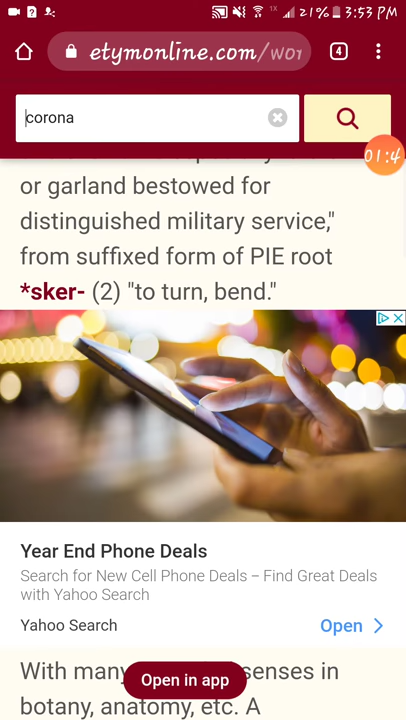 1X 21% 3:53 PM
etymonline.com/wor
4
corona
01:4
or garland bestowed for
distinguished military service,"
from suffixed form of PIE root
*sker- (2) "to turn, bend."
Year End Phone Deals
Search for New Cell Phone Deals – Find Great Deals
with Yahoo Search
Yahoo Search
Open
With many senses in
Open in app
botany, anatomy, etc. A